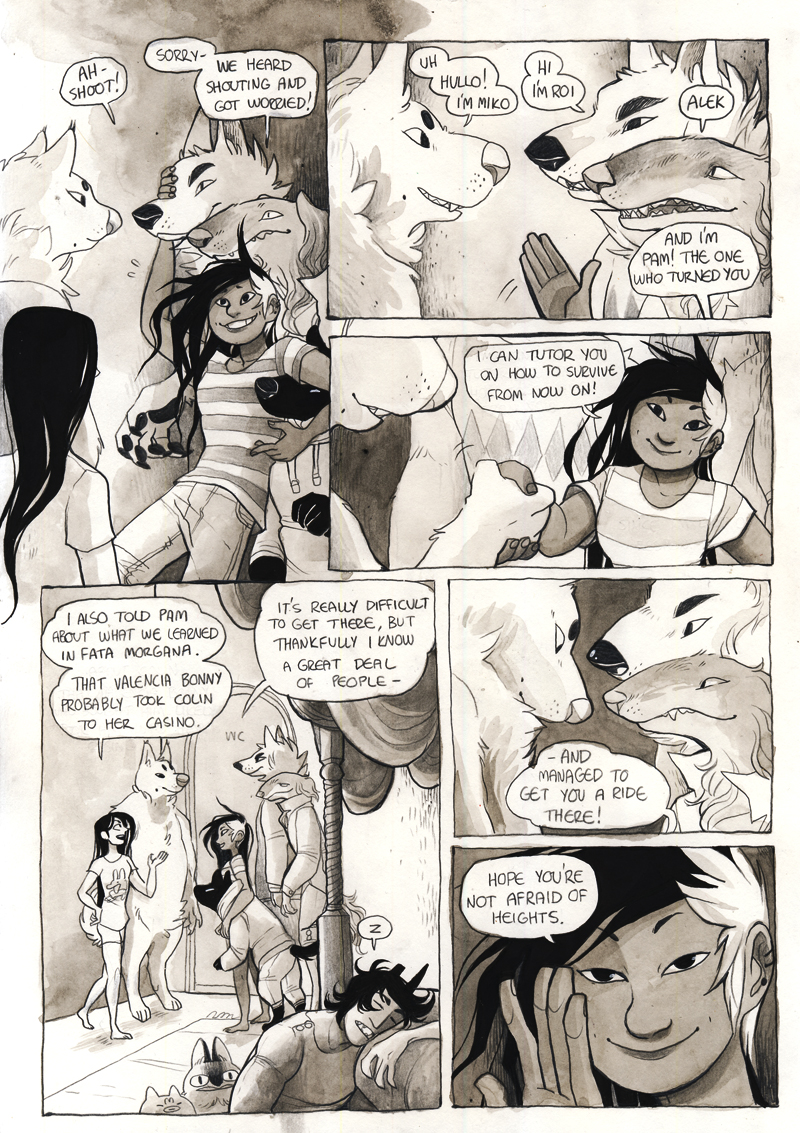 AH-
SHOOT!
SORRY-
WE HEARD
SHOUTING AND
GOT WORRIED!
UH
HULLO!
I'M MIKO
HI
I'M ROI
ALEK
AND I'M
PAM! THE ONE
WHO TURNED YOU
I CAN TUTOR YOU
ON HOW TO SURVIVE
FROM NOW ON!
I ALSO TOLD PAM
ABOUT WHAT WE LEARNED
IN FATA MORGANA.
THAT VALENCIA BONNY
PROBABLY TOOK COLIN
TO HER CASINO.
IT'S REALLY DIFFICULT
TO GET THERE, BUT
THANKFULLY I KNOW
A GREAT DEAL
OF PEOPLE-
WC
Z
-AND
MANAGED TO
GET YOU A RIDE
THERE!
HOPE YOU'RE
NOT AFRAID OF
HEIGHTS.